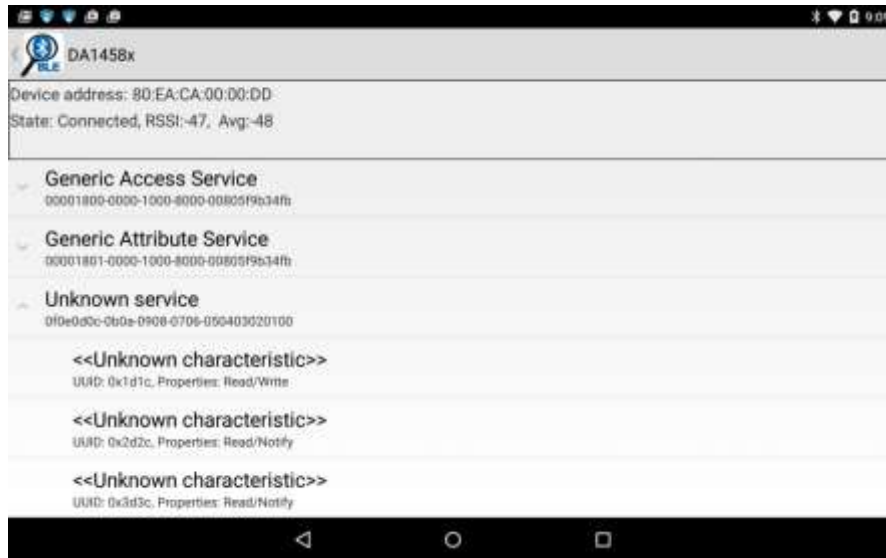 9:0
BLE
DA1458x
Device address: 80:EA:CA:00:00:DD
State: Connected, RSSI:-47, Avg:-48
Generic Access Service
00001800-0000-1000-8000-00805f9b34fb
Generic Attribute Service
00001801-0000-1000-8000-00805f9b34fb
Unknown service
0f0e0d0c-0b0a-0908-0706-050403020100
<<Unknown characteristic>>
UUID: 0x1d1c, Properties: Read/Write
<<Unknown characteristic>>
UUID: 0x2d2c, Properties: Read/Notify
<<Unknown characteristic>>
UUID: 0x3d3c, Properties: Read/Notify